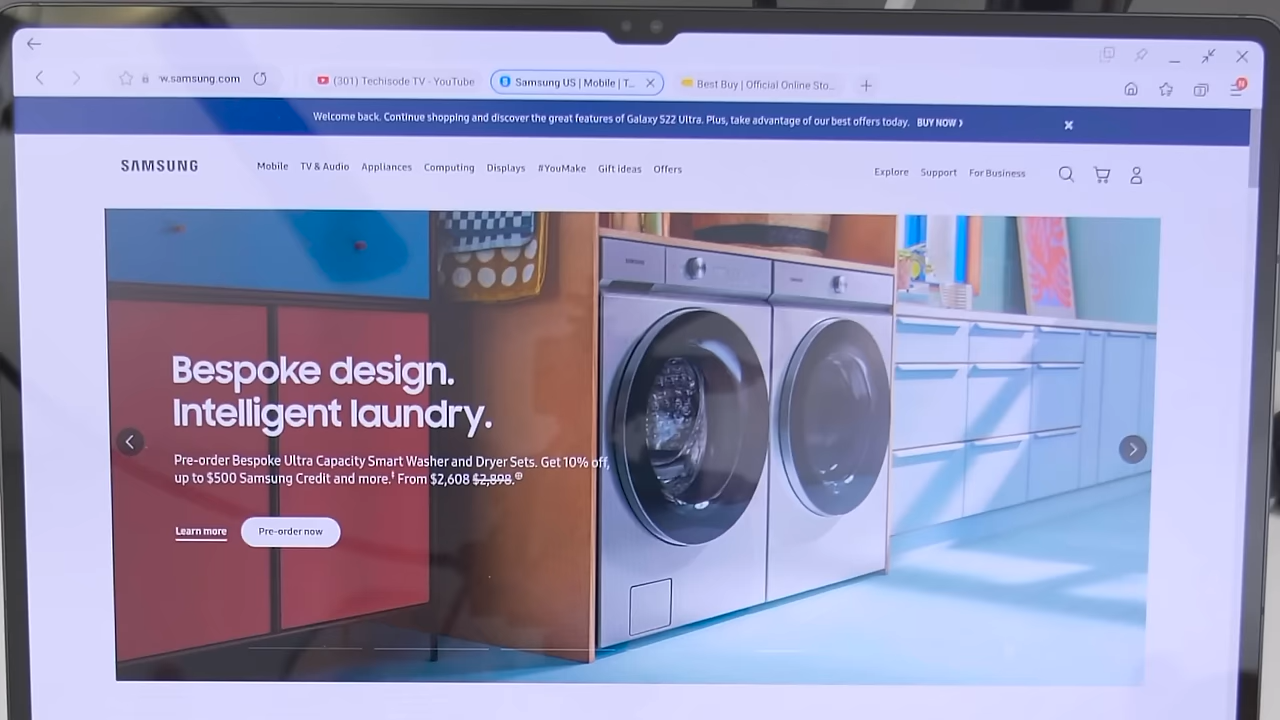 w.samsung.com
(301) Techisode TV - YouTube
Samsung US | Mobile | T...
Best Buy | Official Online Sto...
N
Welcome back. Continue shopping and discover the great features of Galaxy S22 Ultra. Plus, take advantage of our best offers today. BUY NOW >
SAMSUNG
Mobile TV & Audio Appliances Computing Displays #YouMake Gift ideas Offers
Explore Support For Business
Bespoke design.
Intelligent laundry.
Pre-order Bespoke Ultra Capacity Smart Washer and Dryer Sets. Get 10% off,
up to $500 Samsung Credit and more.† From $2,608 $2,898.⊕
Learn more
Pre-order now